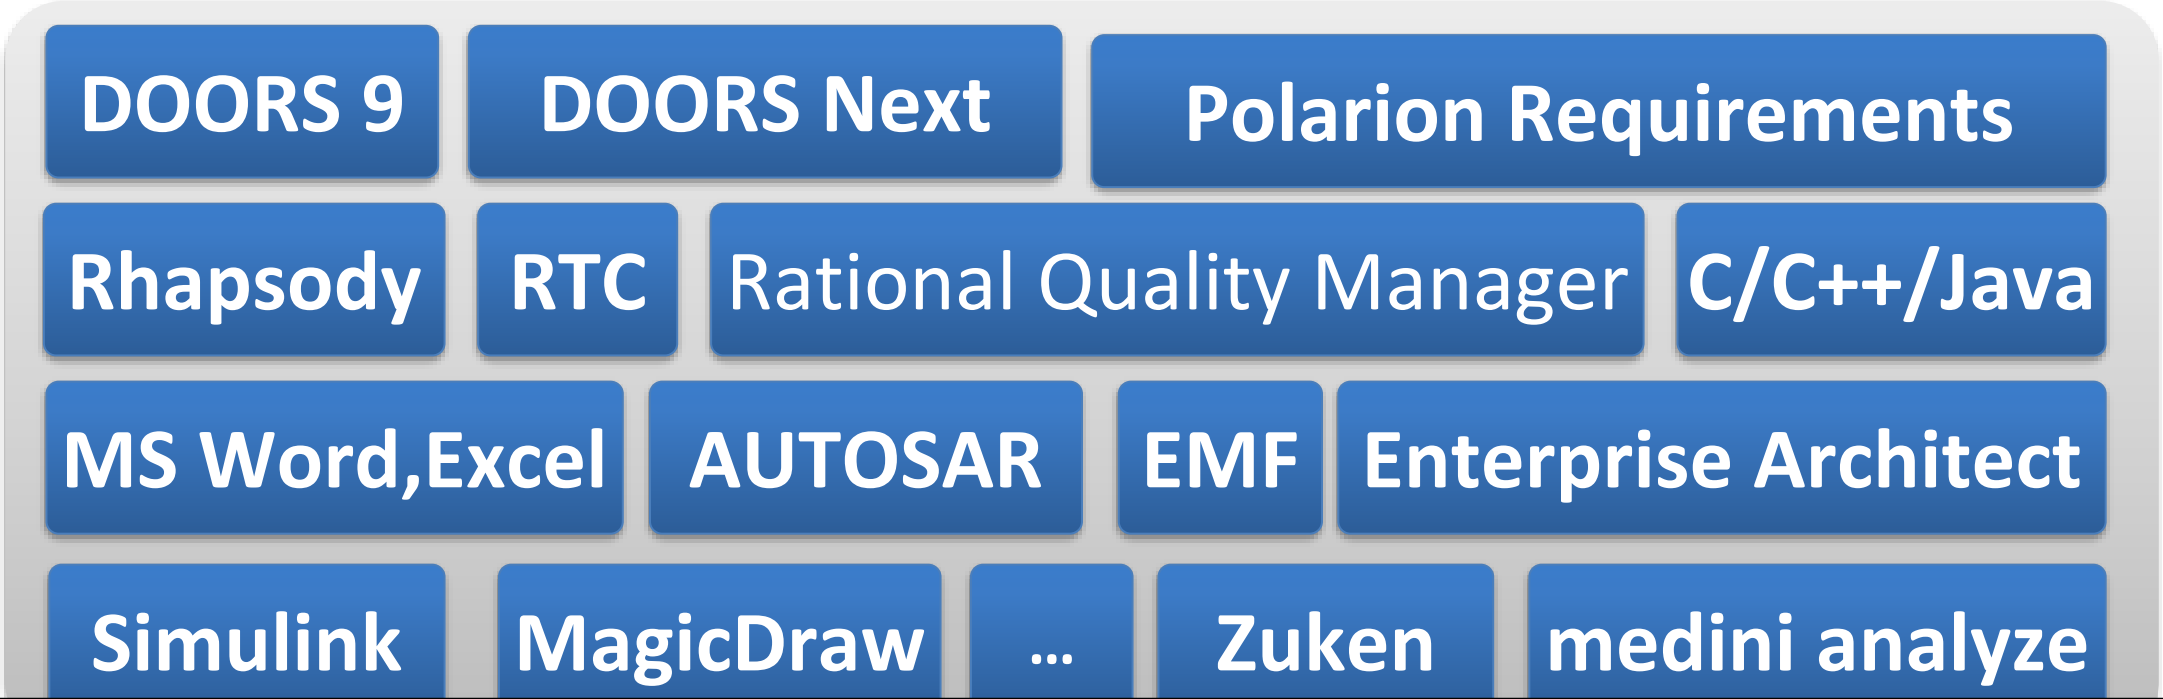 DOORS 9 DOORS Next Polarion Requirements
Rhapsody RTC Rational Quality Manager C/C++/Java
MS Word,Excel AUTOSAR EMF Enterprise Architect
Simulink MagicDraw ... Zuken medini analyze